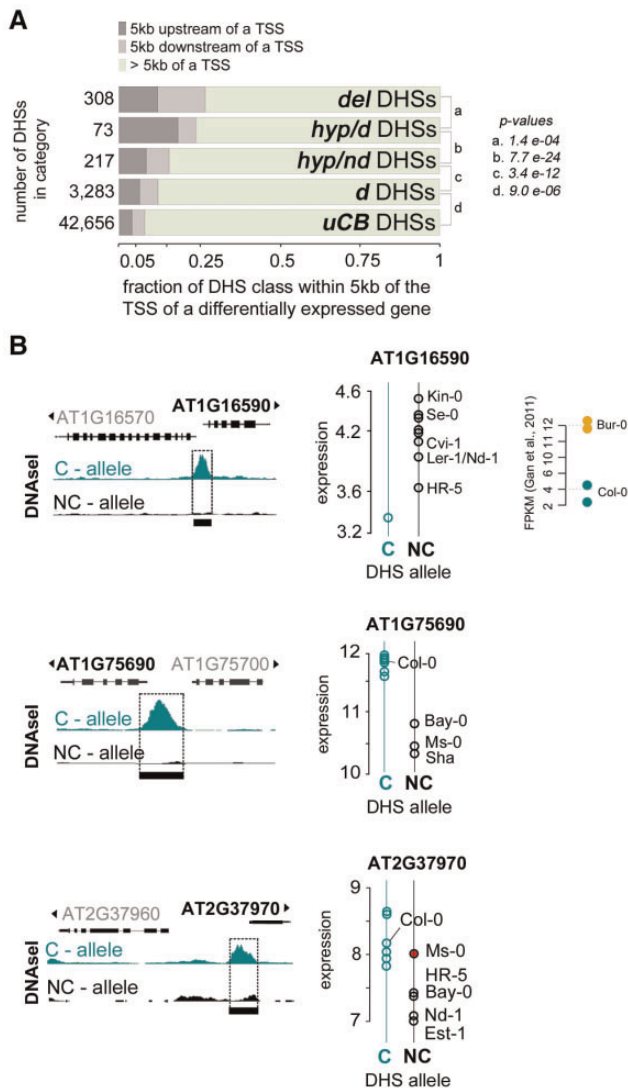 A
5kb upstream of a TSS
5kb downstream of a TSS
> 5kb of a TSS
number of DHSs
in category
308
del DHSs
73
hyp/d DHSs
217
hyp/nd DHSs
3,283
d DHSs
42,656
uCB DHSs
a
b
c
d
p-values
a. 1.4 e-04
b. 7.7 e-24
c. 3.4 e-12
d. 9.0 e-06
0.05 0.25 0.5 0.75 1
fraction of DHS class within 5kb of the
TSS of a differentially expressed gene
B
AT1G16570
AT1G16590
DNAseI
C - allele
NC - allele
AT1G16590
expression
4.6
4.2
3.6
3.2
Kin-0
Se-0
Cvi-1
Ler-1/Nd-1
HR-5
C NC
DHS allele
FPKM (Gan et al., 2011)
12
11
10
6
4
2
Bur-0
Col-0
AT1G75690
AT1G75700
DNAseI
C - allele
NC - allele
AT1G75690
expression
12
11
10
Col-0
Bay-0
Ms-0
Sha
C NC
DHS allele
AT2G37960
AT2G37970
DNAseI
C - allele
NC - allele
AT2G37970
expression
9
8
7
Col-0
Ms-0
HR-5
Bay-0
Nd-1
Est-1
C NC
DHS allele